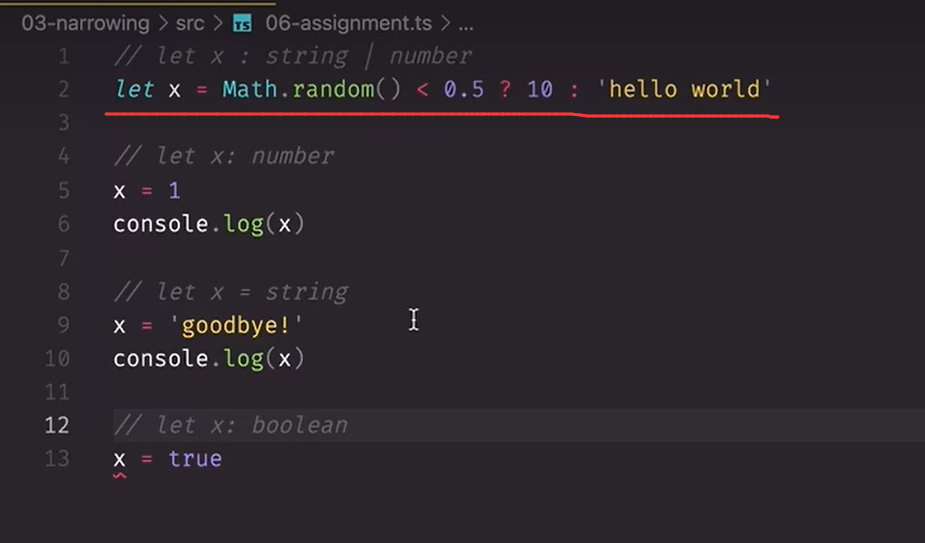 03-narrowing > src > TS 06-assignment.ts > ...
1 // let x : string | number
2 let x = Math.random() < 0.5 ? 10 : 'hello world'
3
4 // let x: number
5 x = 1
6 console.log(x)
7
8 // let x = string
9 x = 'goodbye!'
10 console.log(x)
11
12 // let x: boolean
13 x = true